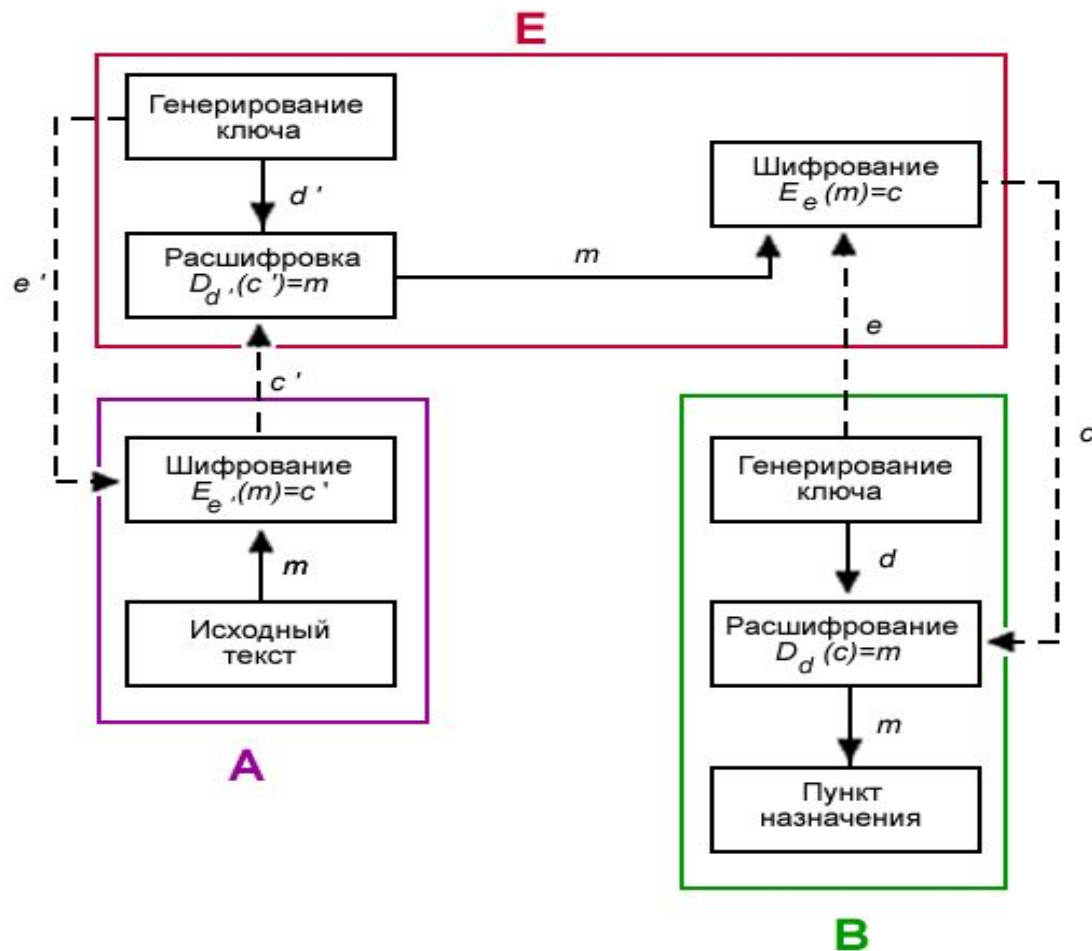 E
Генерирование
ключа
d '
Расшифровка
D d '(c ')=m
e '
m
Шифрование
E e (m)=c
e
c
c '
Шифрование
E e '(m)=c '
m
Исходный
текст
A
Генерирование
ключа
d
Расшифрование
D d (c)=m
m
Пункт
назначения
B